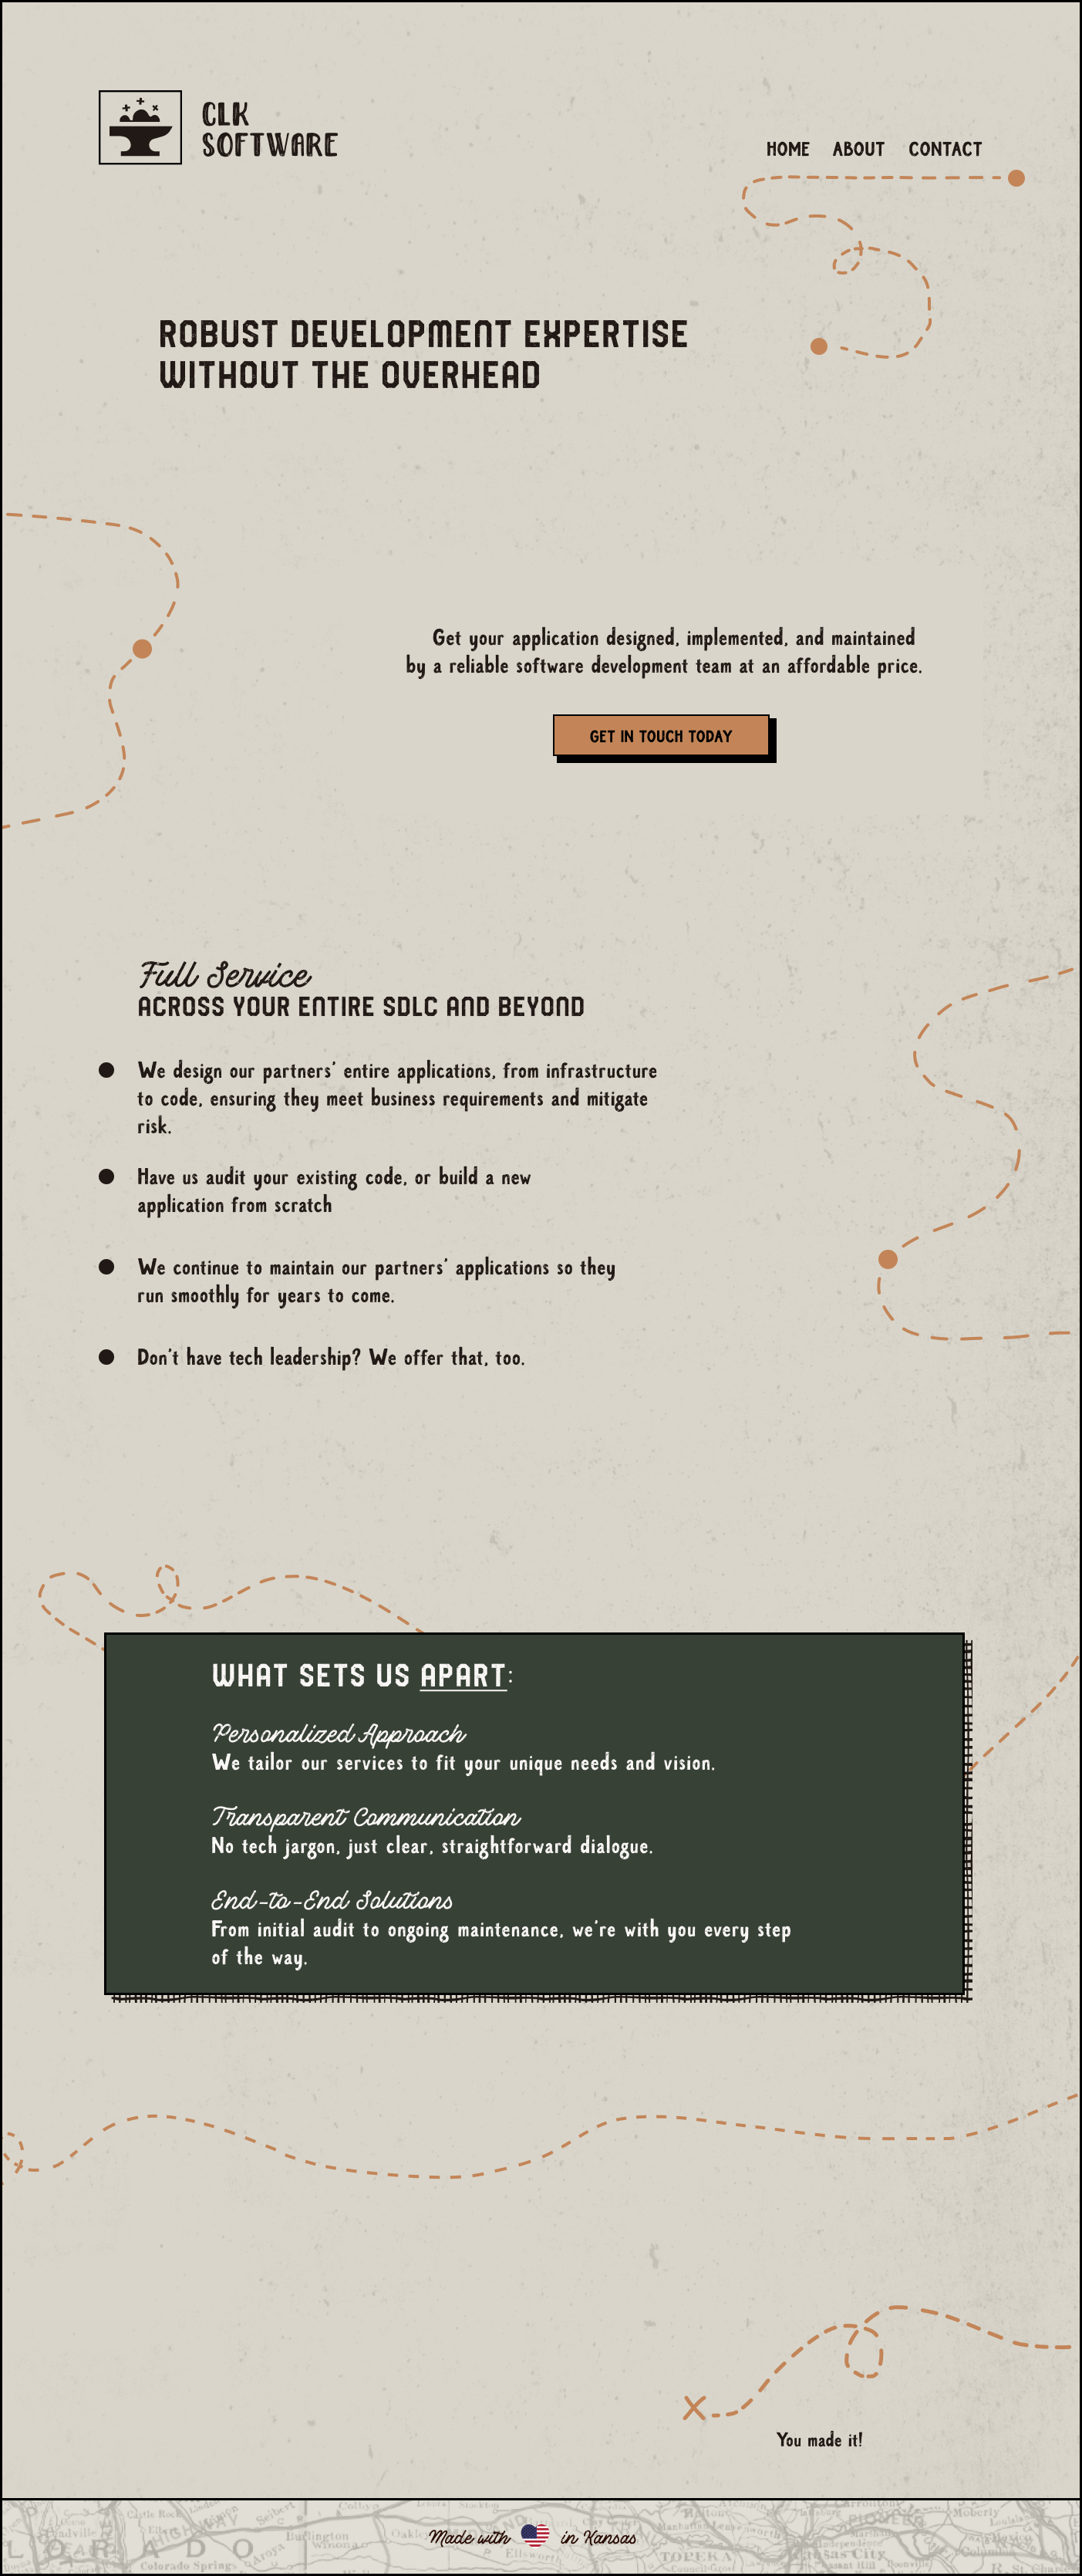 CLK
SOFTWARE
HOME ABOUT CONTACT
ROBUST DEVELOPMENT EXPERTISE
WITHOUT THE OVERHEAD
Get your application designed, implemented, and maintained
by a reliable software development team at an affordable price.
GET IN TOUCH TODAY
Full Service
ACROSS YOUR ENTIRE SDLC AND BEYOND
We design our partners' entire applications, from infrastructure
to code, ensuring they meet business requirements and mitigate
risk.
Have us audit your existing code, or build a new
application from scratch
We continue to maintain our partners' applications so they
run smoothly for years to come.
Don't have tech leadership? We offer that, too.
WHAT SETS US APART:
Personalized Approach
We tailor our services to fit your unique needs and vision.
Transparent Communication
No tech jargon, just clear, straightforward dialogue.
End-to-End Solutions
From initial audit to ongoing maintenance, we're with you every step
of the way.
You made it!
Made with in Kansas
Colorado Springs
Burlington
TOPEKA